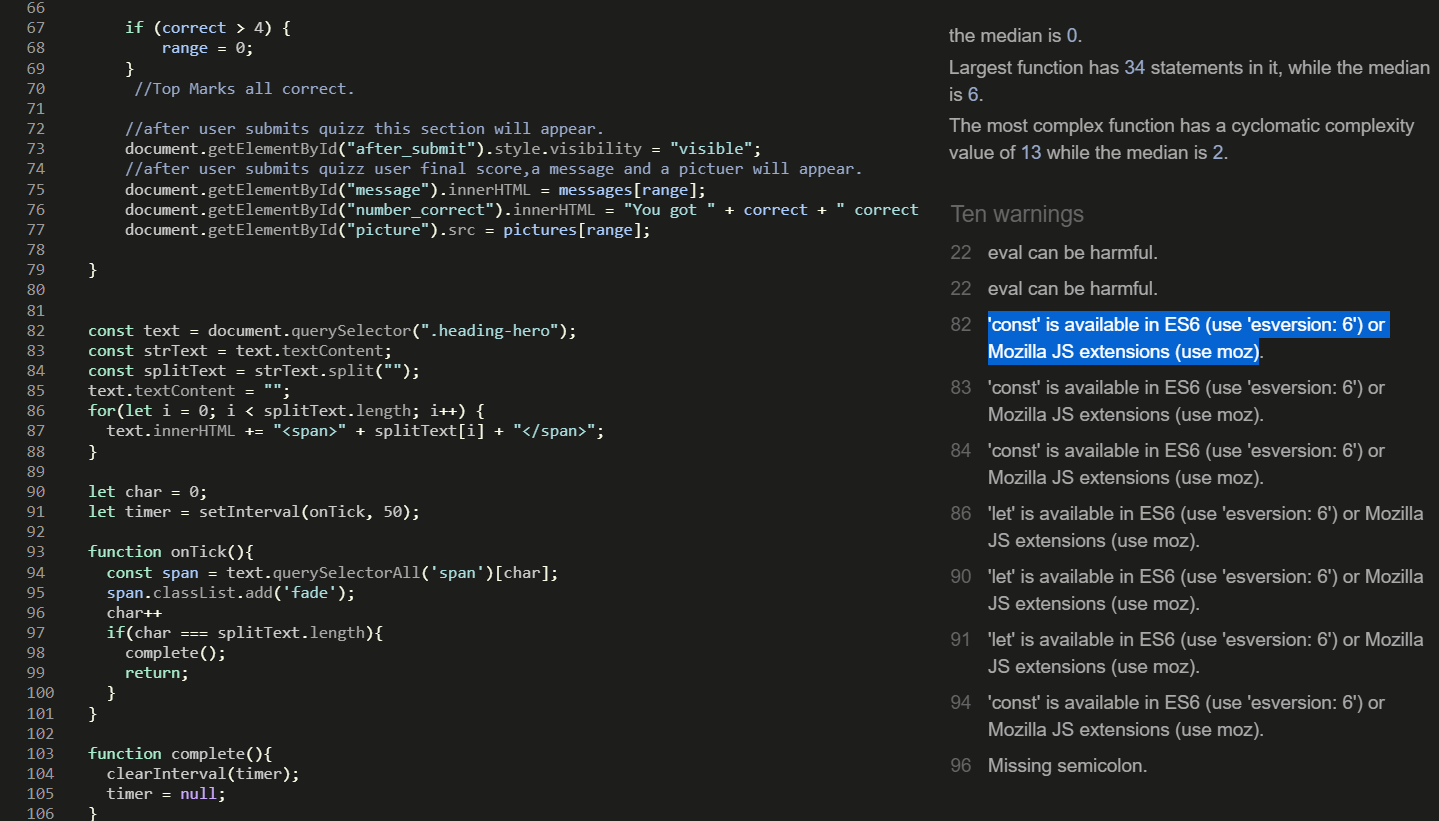 66
67 if (correct > 4) {
68 range = 0;
69 }
70 //Top Marks all correct.
71
72 //after user submits quizz this section will appear.
73 document.getElementById("after_submit").style.visibility = "visible";
74 //after user submits quizz user final score,a message and a pictuer will appear.
75 document.getElementById("message").innerHTML = messages[range];
76 document.getElementById("number_correct").innerHTML = "You got " + correct + " correct
77 document.getElementById("picture").src = pictures[range];
78
79 }
80
81
82 const text = document.querySelector(".heading-hero");
83 const strText = text.textContent;
84 const splitText = strText.split("");
85 text.textContent = "";
86 for(let i = 0; i < splitText.length; i++) {
87 text.innerHTML += "<span>" + splitText[i] + "</span>";
88 }
89
90 let char = 0;
91 let timer = setInterval(onTick, 50);
92
93 function onTick(){
94 const span = text.querySelectorAll('span')[char];
95 span.classList.add('fade');
96 char++
97 if(char === splitText.length){
98 complete();
99 return;
100 }
101 }
102
103 function complete(){
104 clearInterval(timer);
105 timer = null;
106 }
the median is 0.
Largest function has 34 statements in it, while the median
is 6.
The most complex function has a cyclomatic complexity
value of 13 while the median is 2.
Ten warnings
22 eval can be harmful.
22 eval can be harmful.
82 'const' is available in ES6 (use 'esversion: 6') or
Mozilla JS extensions (use moz).
83 'const' is available in ES6 (use 'esversion: 6') or
Mozilla JS extensions (use moz).
84 'const' is available in ES6 (use 'esversion: 6') or
Mozilla JS extensions (use moz).
86 'let' is available in ES6 (use 'esversion: 6') or Mozilla
JS extensions (use moz).
90 'let' is available in ES6 (use 'esversion: 6') or Mozilla
JS extensions (use moz).
91 'let' is available in ES6 (use 'esversion: 6') or Mozilla
JS extensions (use moz).
94 'const' is available in ES6 (use 'esversion: 6') or
Mozilla JS extensions (use moz).
96 Missing semicolon.